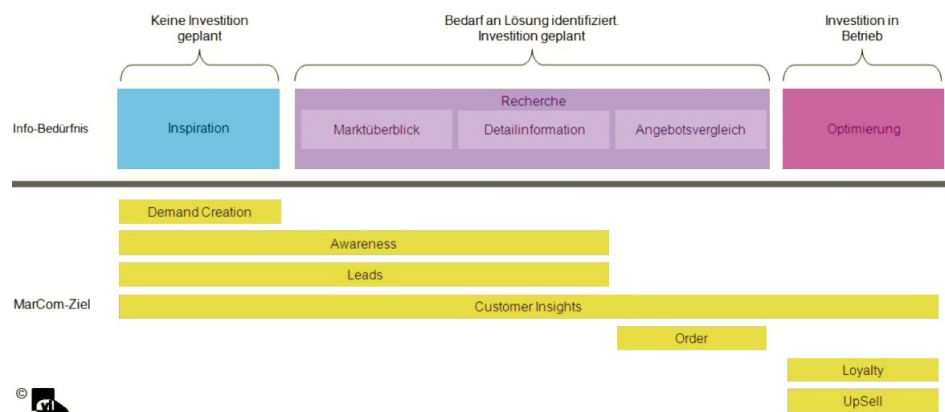 Keine Investition
geplant
Bedarf an Lösung identifiziert.
Investition geplant
Investition in
Betrieb
Info-Bedürfnis
Inspiration
Recherche
Marktüberblick
Detailinformation
Angebotsvergleich
Optimierung
Demand Creation
Awareness
Leads
MarCom-Ziel
Customer Insights
Order
Loyalty
UpSell
©